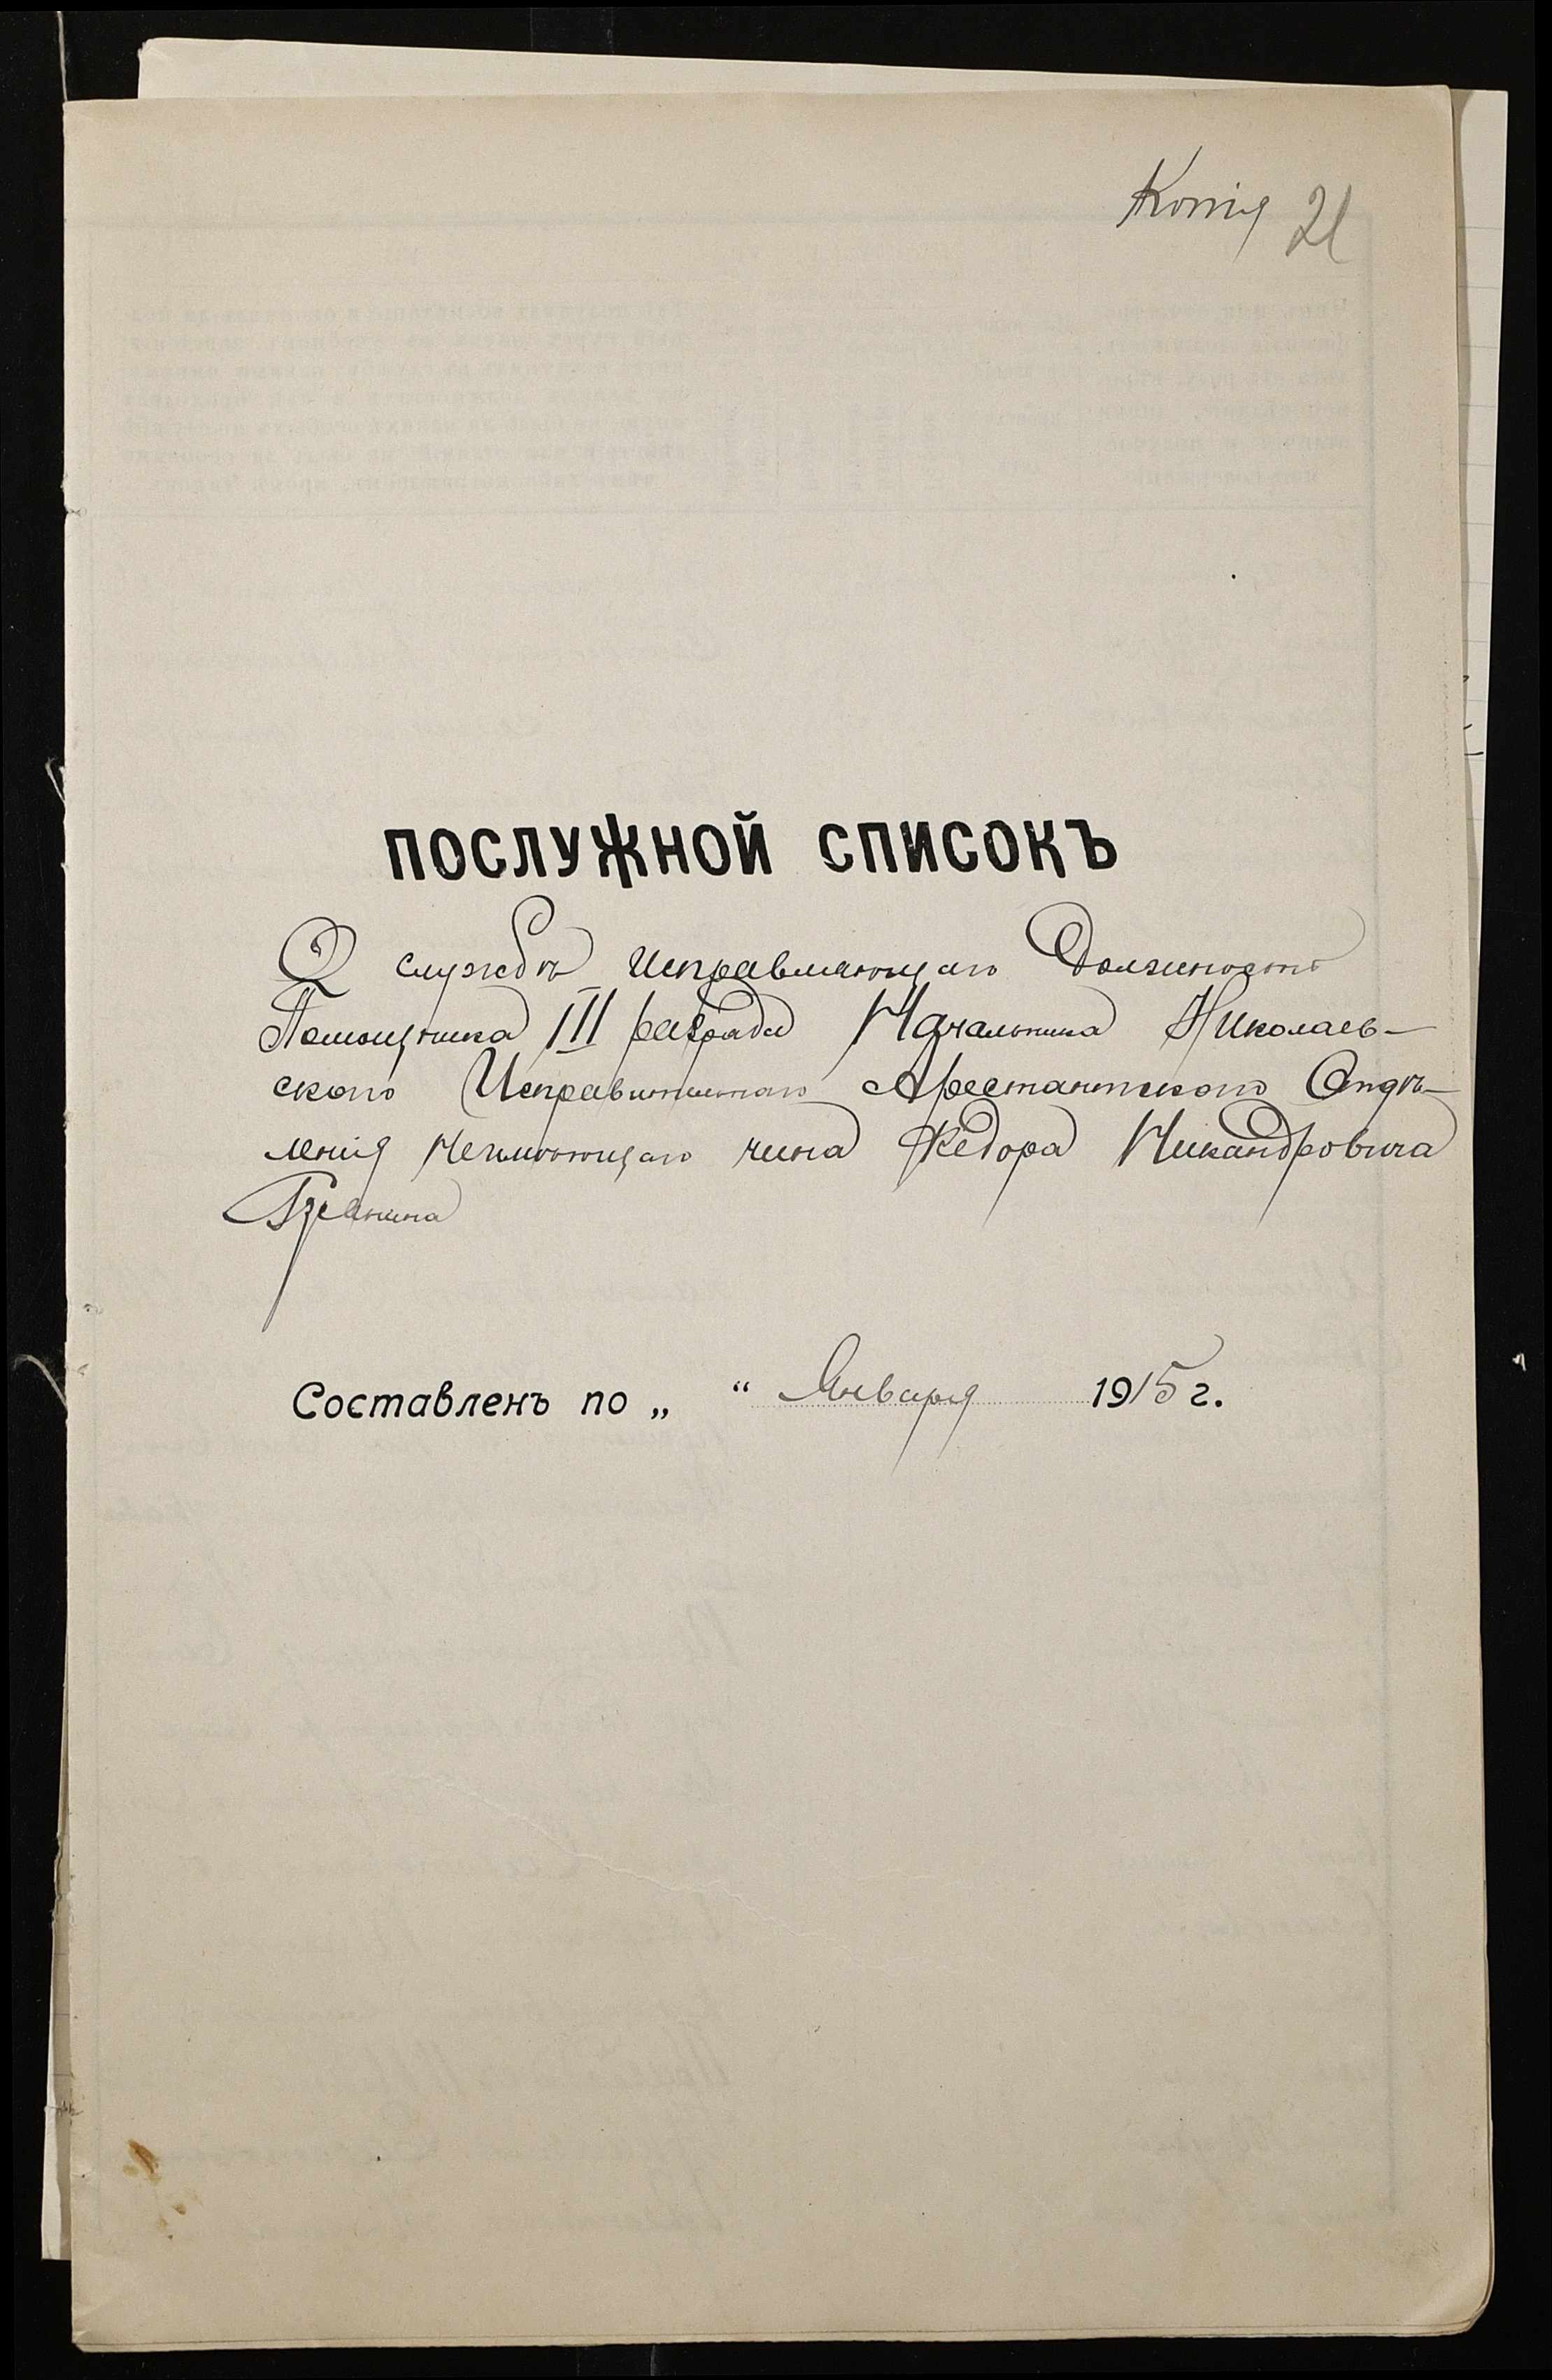 Копія 21
ПОСЛУЖНОЙ СПИСОКЪ
О службѣ Исправляющаго Должность
Помощника III разряда Начальника Николаев-
скаго Исправительнаго Арестантскаго Отдѣ-
ленія Неимѣющаго чина Федора Никандровича
Составленъ по „ “ Января 1915 г.